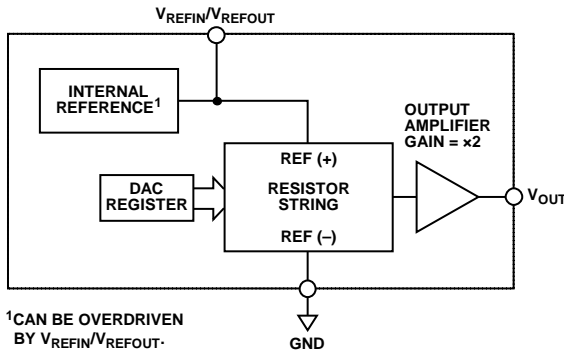 VREFIN/VREFOUT
INTERNAL
REFERENCE1
OUTPUT
AMPLIFIER
GAIN = ×2
REF (+)
RESISTOR
STRING
REF (–)
DAC
REGISTER
VOUT
GND
1CAN BE OVERDRIVEN
BY VREFIN/VREFOUT.